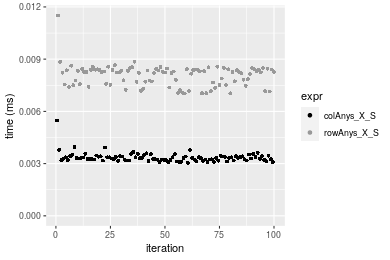 0.012
0.009
0.006
0.003
0.000
time (ms)
0 25 50 75 100
iteration
expr
colAnys_X_S
rowAnys_X_S